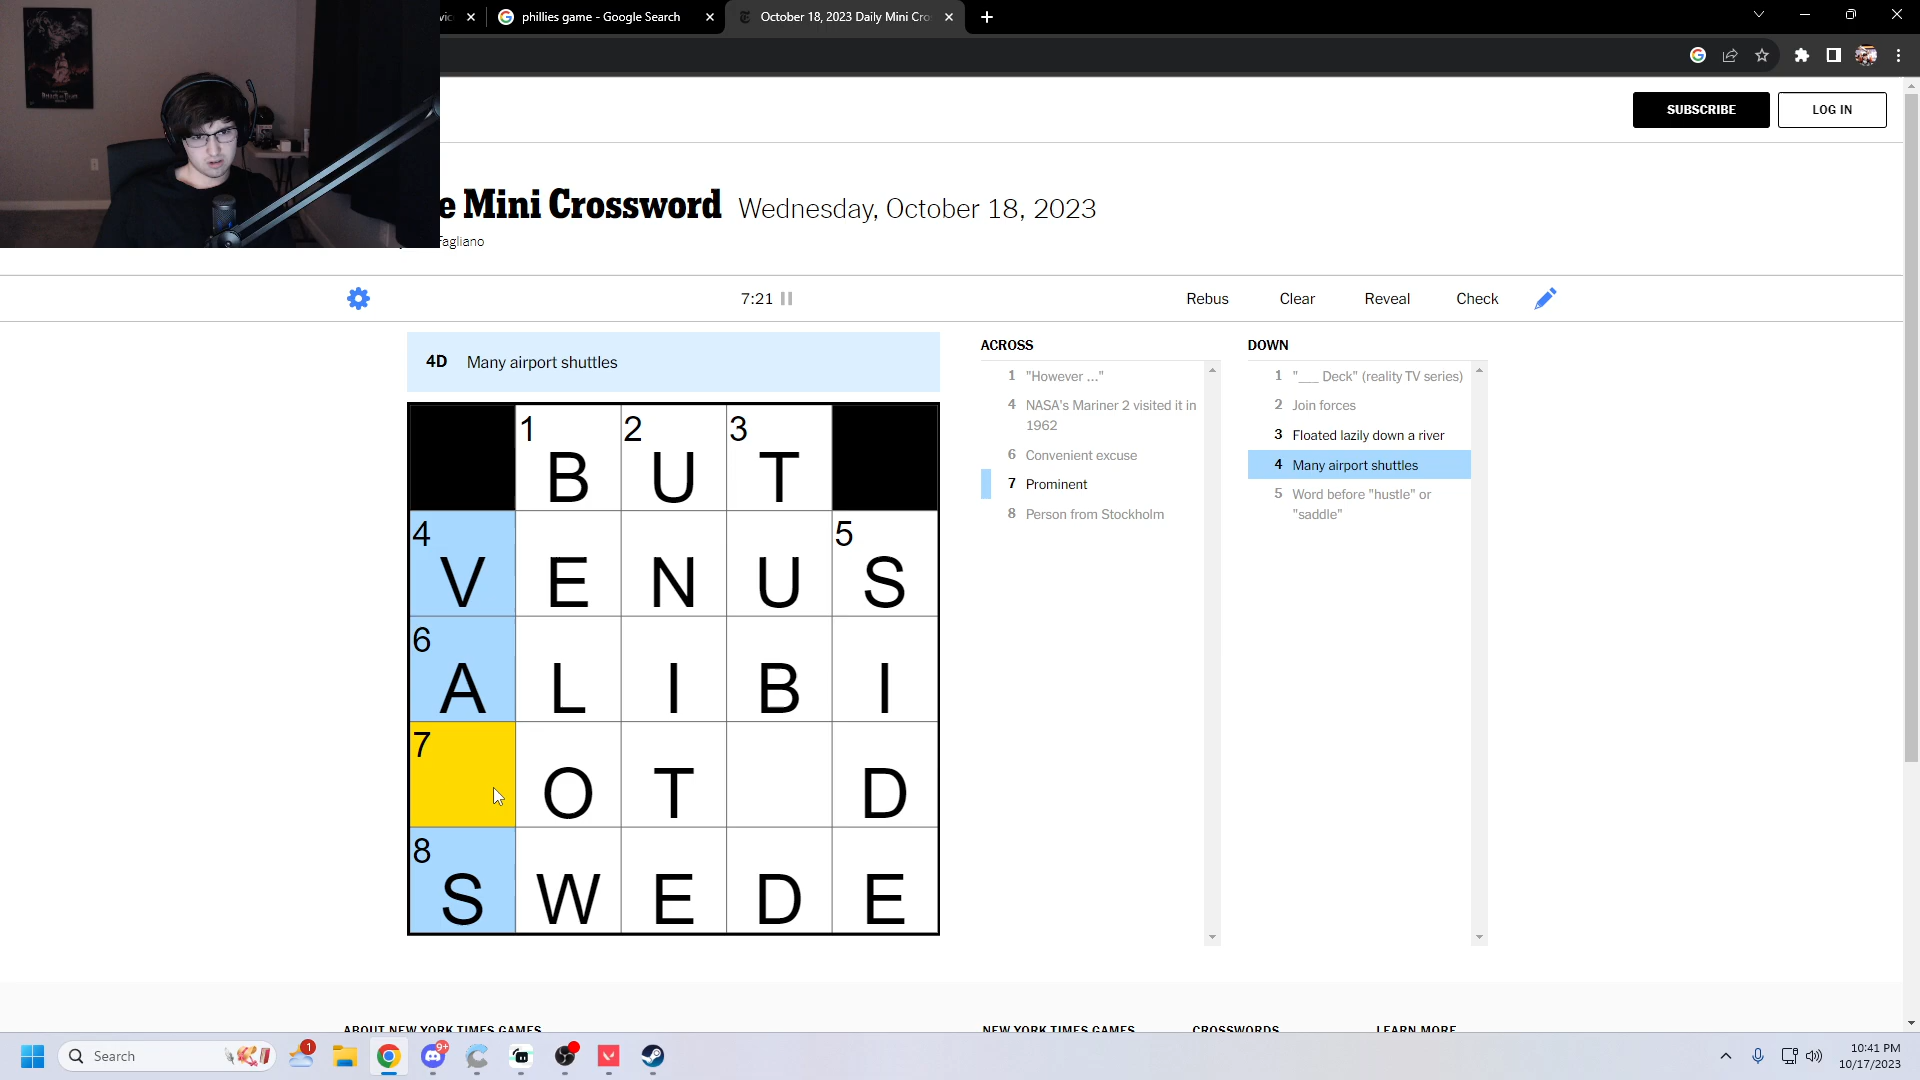 phillies game - Google Search
October 18, 2023 Daily Mini Cro
SUBSCRIBE
LOG IN
e Mini Crossword Wednesday, October 18, 2023
Fagliano
7:21
Rebus
Clear
Reveal
Check
4D Many airport shuttles
1 B 2 U 3 T
4 V E N U 5 S
6 A L I B I
7 O T D
8 S W E D E
ACROSS
1 "However ..."
4 NASA's Mariner 2 visited it in
1962
6 Convenient excuse
7 Prominent
8 Person from Stockholm
DOWN
1 "___ Deck" (reality TV series)
2 Join forces
3 Floated lazily down a river
4 Many airport shuttles
5 Word before "hustle" or
"saddle"
ABOUT NEW YORK TIMES GAMES
NEW YORK TIMES GAMES
CROSSWORDS
LEARN MORE
Search
1
9+
10:41 PM
10/17/2023